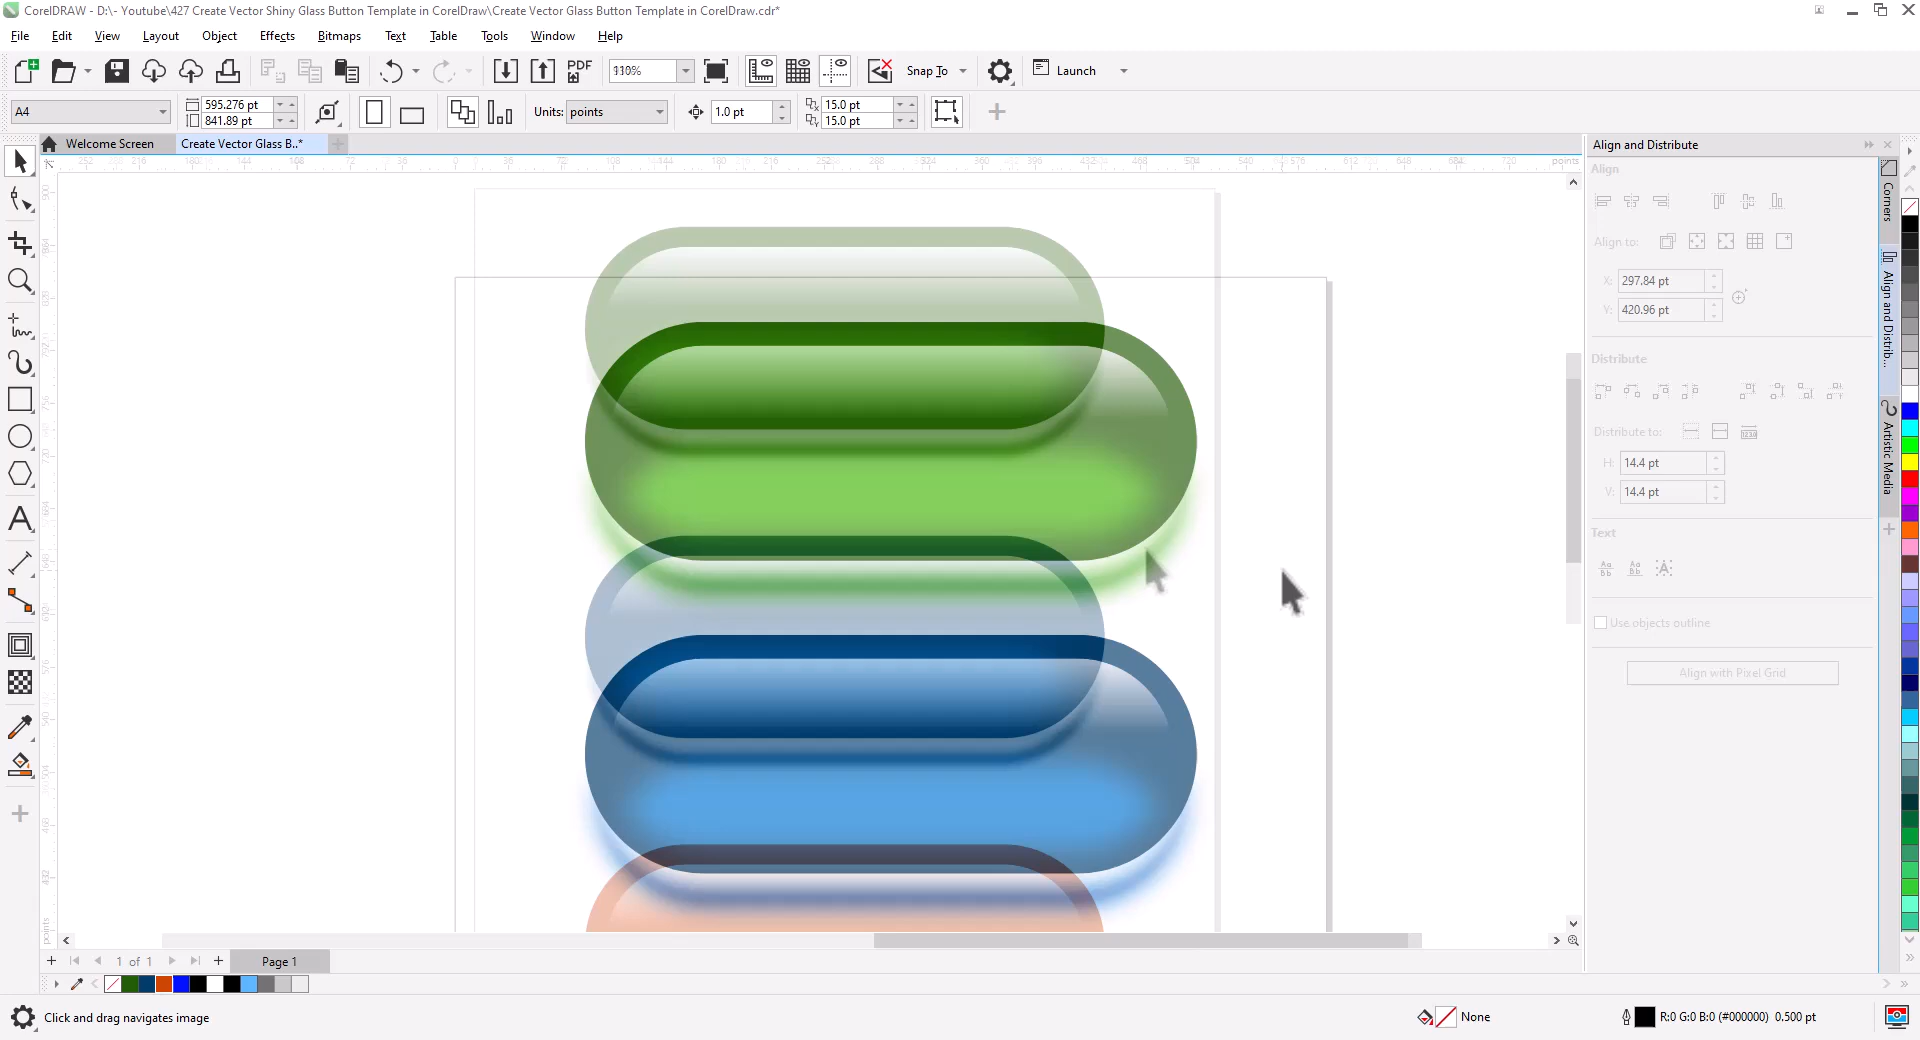 CorelDRAW - D:\- Youtube\427 Create Vector Shiny Glass Button Template in CorelDraw\Create Vector Glass Button Template in CorelDraw.cdr*
File Edit View Layout Object Effects Bitmaps Text Table Tools Window Help
PDF Snap To Launch
A4 595.276 pt 841.89 pt Units: points 1.0 pt 15.0 pt 15.0 pt
Welcome Screen Create Vector Glass B..*
points
Align and Distribute
Align
Align to:
X: 297.84 pt
Y: 420.96 pt
Distribute
Distribute to:
H: 14.4 pt
V: 14.4 pt
Text
Use objects outline
Align with Pixel Grid
Corners
Align and Distrib...
Artistic Media
points
1 of 1 Page 1
Click and drag navigates image
None
R:0 G:0 B:0 (#000000) 0.500 pt